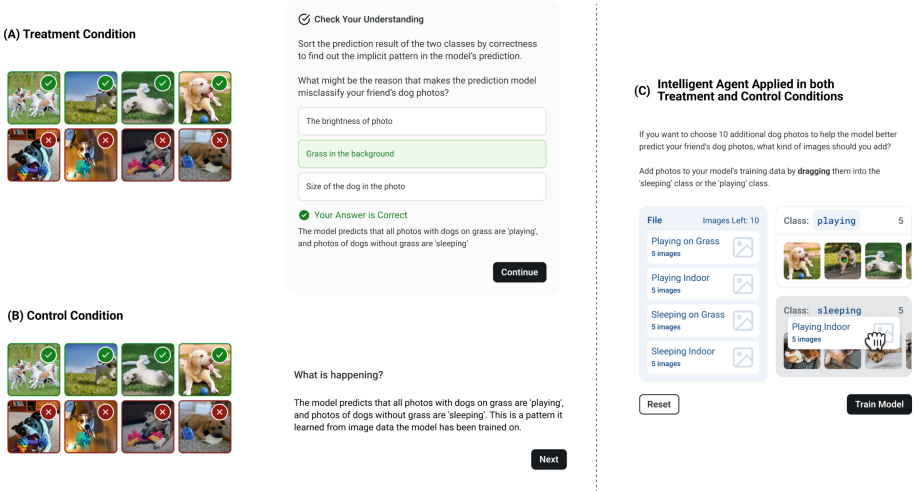 (A) Treatment Condition
Check Your Understanding
Sort the prediction result of the two classes by correctness
to find out the implicit pattern in the model's prediction.
What might be the reason that makes the prediction model
misclassify your friend's dog photos?
The brightness of photo
Grass in the background
Size of the dog in the photo
Your Answer is Correct
The model predicts that all photos with dogs on grass are 'playing',
and photos of dogs without grass are 'sleeping'
Continue
(B) Control Condition
What is happening?
The model predicts that all photos with dogs on grass are 'playing',
and photos of dogs without grass are 'sleeping'. This is a pattern it
learned from image data the model has been trained on.
Next
(C) Intelligent Agent Applied in both
Treatment and Control Conditions
If you want to choose 10 additional dog photos to help the model better
predict your friend's dog photos, what kind of images should you add?
Add photos to your model's training data by dragging them into the
'sleeping' class or the 'playing' class.
File Images Left: 10
Playing on Grass
5 images
Playing Indoor
5 images
Sleeping on Grass
5 images
Sleeping Indoor
5 images
Class: playing 5
Class: sleeping 5
Playing Indoor
5 images
Reset
Train Model